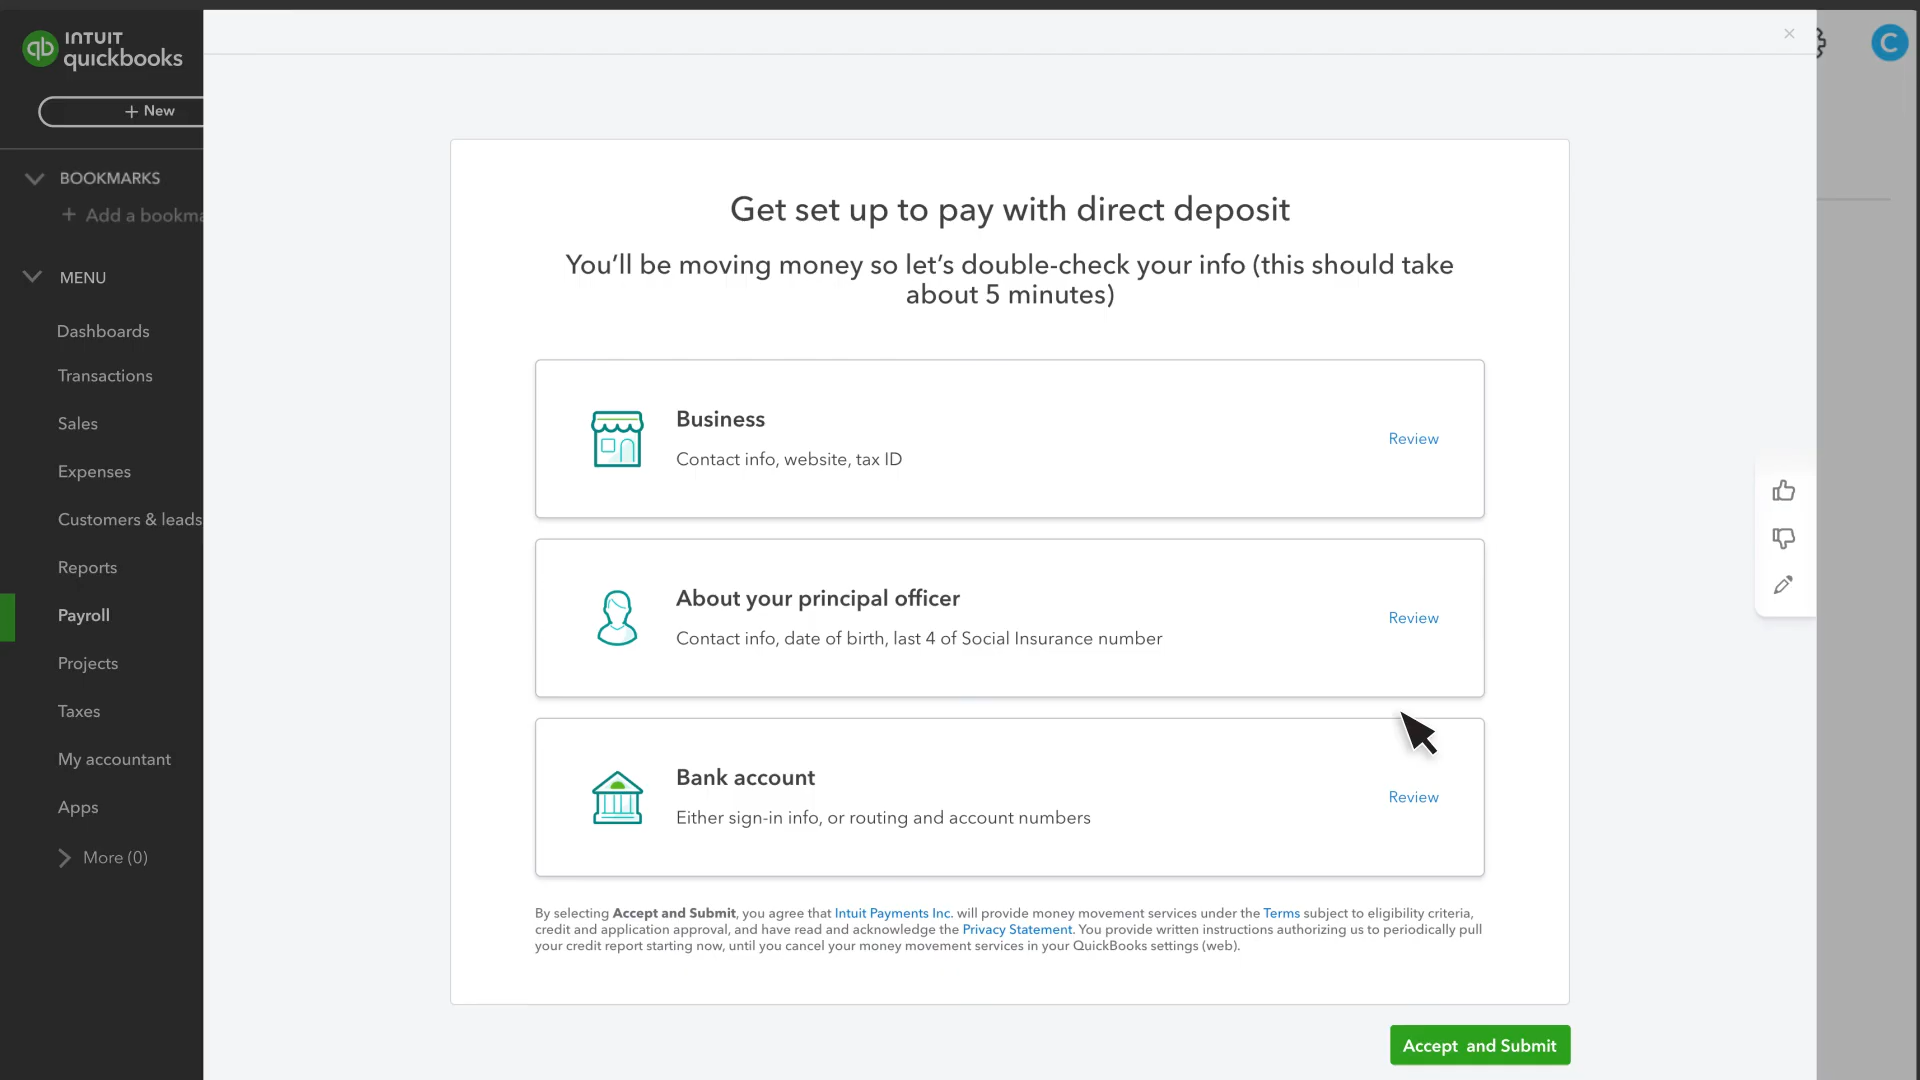 INTUIT
quickbooks
+ New
BOOKMARKS
+ Add a bookma
MENU
Dashboards
Transactions
Sales
Expenses
Customers & leads
Reports
Payroll
Projects
Taxes
My accountant
Apps
More (0)
C
Get set up to pay with direct deposit
You’ll be moving money so let’s double-check your info (this should take
about 5 minutes)
Business
Contact info, website, tax ID
Review
About your principal officer
Contact info, date of birth, last 4 of Social Insurance number
Review
Bank account
Either sign-in info, or routing and account numbers
Review
By selecting Accept and Submit, you agree that Intuit Payments Inc. will provide money movement services under the Terms subject to eligibility criteria,
credit and application approval, and have read and acknowledge the Privacy Statement. You provide written instructions authorizing us to periodically pull
your credit report starting now, until you cancel your money movement services in your QuickBooks settings (web).
Accept and Submit